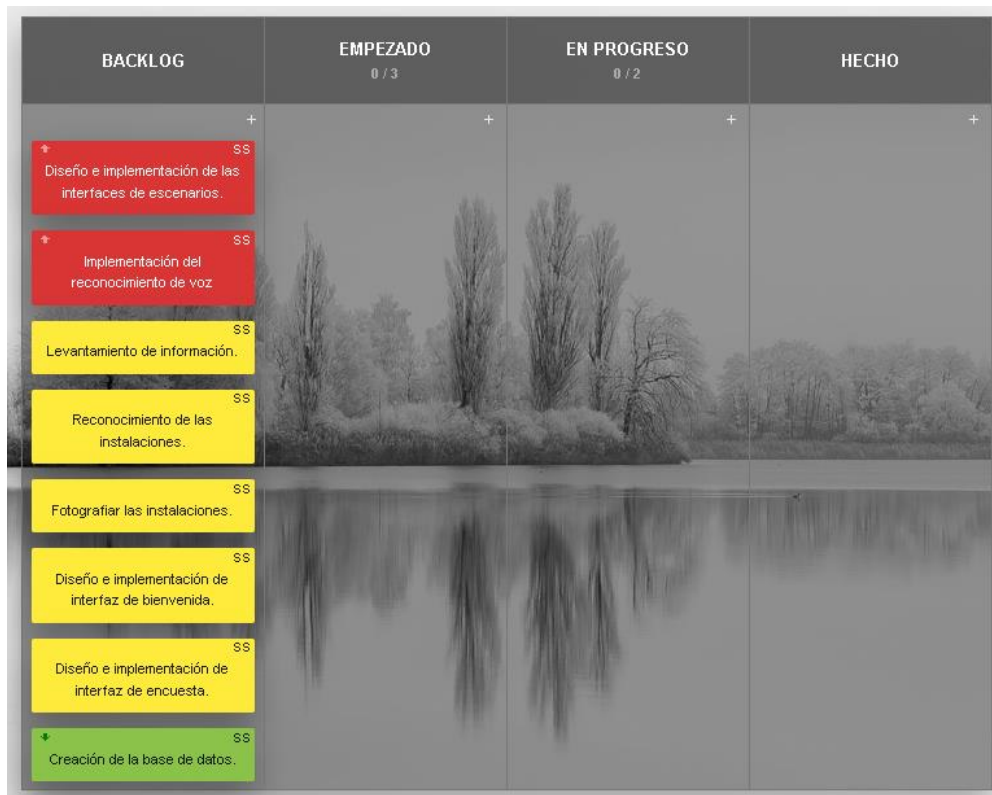 BACKLOG
EMPEZADO
0 / 3
EN PROGRESO
0 / 2
HECHO
+
+
+
+
SS
Diseño e implementación de las
interfaces de escenarios.
SS
Implementación del
reconocimiento de voz
SS
Levantamiento de información.
SS
Reconocimiento de las
instalaciones.
SS
Fotografiar las instalaciones.
SS
Diseño e implementación de
interfaz de bienvenida.
SS
Diseño e implementación de
interfaz de encuesta.
SS
Creación de la base de datos.